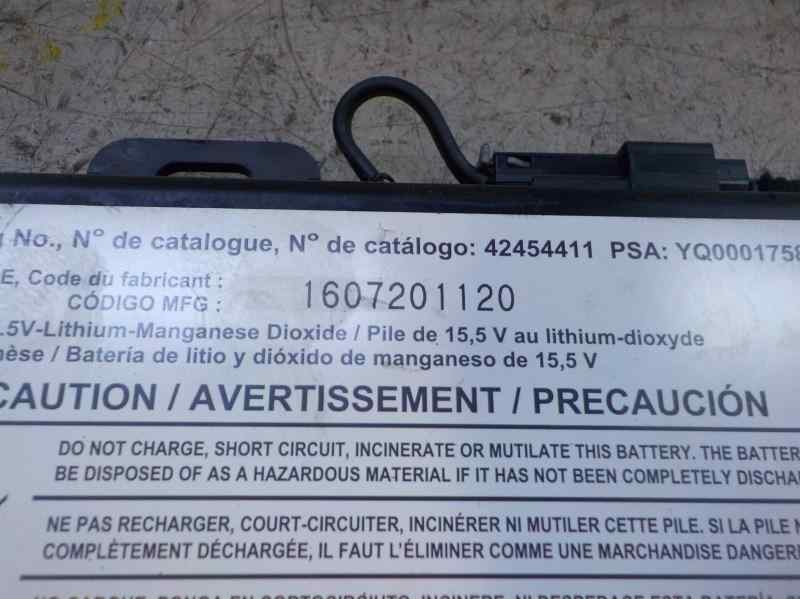 No., Nº de catalogue, Nº de catálogo: 42454411 PSA: YQ0001758
E, Code du fabricant :
CÓDIGO MFG : 1607201120
.5V-Lithium-Manganese Dioxide / Pile de 15,5 V au lithium-dioxyde
nèse / Batería de litio y dióxido de manganeso de 15,5 V
CAUTION / AVERTISSEMENT / PRECAUCIÓN
DO NOT CHARGE, SHORT CIRCUIT, INCINERATE OR MUTILATE THIS BATTERY. THE BATTER
BE DISPOSED OF AS A HAZARDOUS MATERIAL IF IT HAS NOT BEEN COMPLETELY DISCHA
NE PAS RECHARGER, COURT-CIRCUITER, INCINÉRER NI MUTILER CETTE PILE. SI LA PILE N
COMPLÈTEMENT DÉCHARGÉE, IL FAUT L'ÉLIMINER COMME UNE MARCHANDISE DANGER